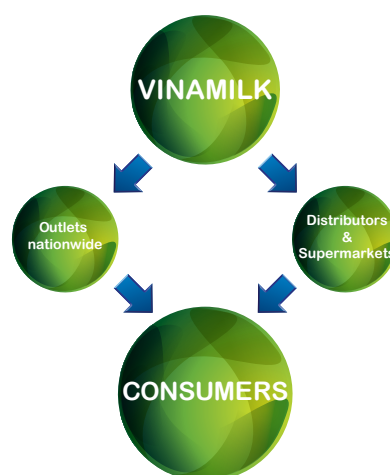 VINAMILK
Outlets
nationwide
Distributors
&
Supermarkets
CONSUMERS